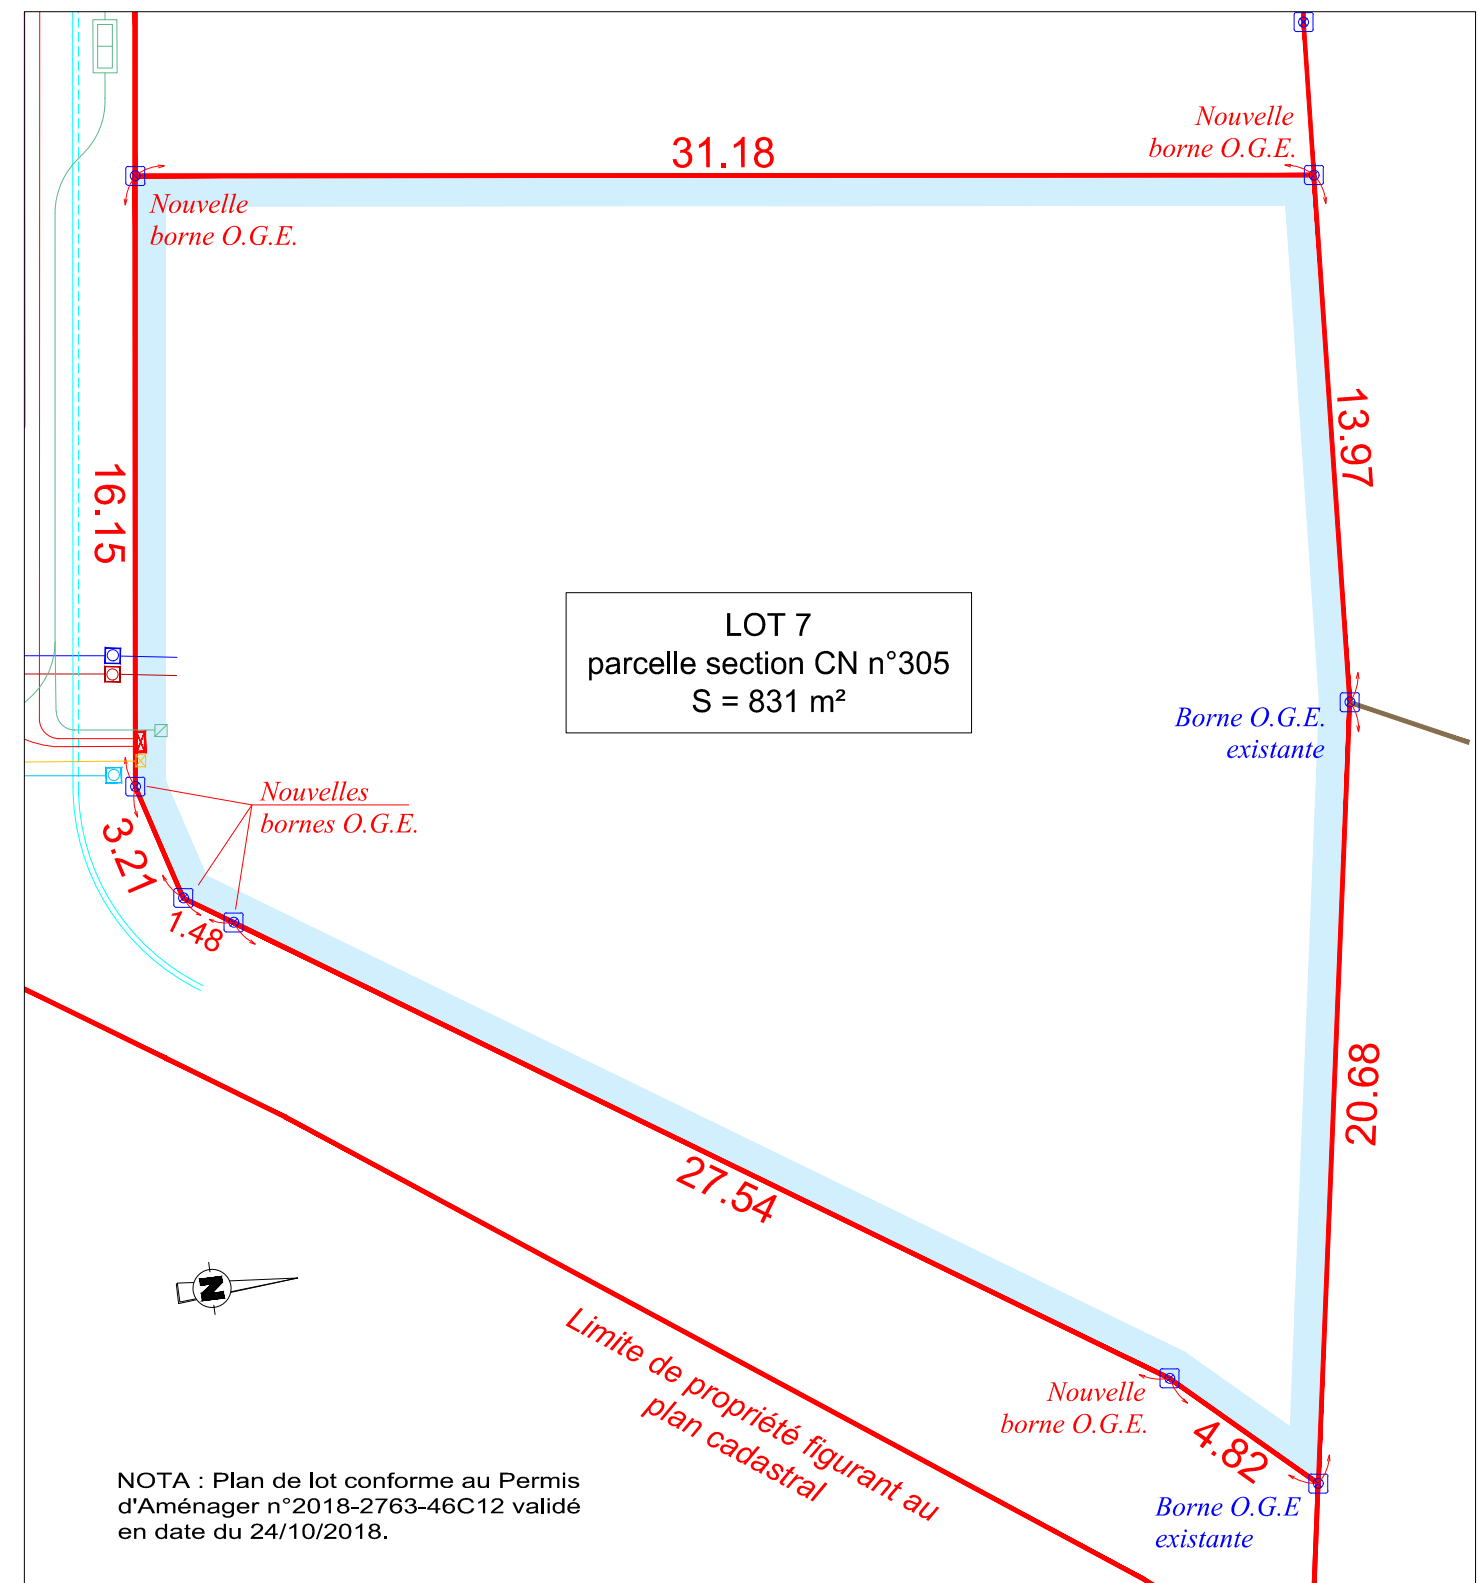 Nouvelle
borne O.G.E.
31.18
Nouvelle
borne O.G.E.
13.97
16.15
LOT 7
parcelle section CN n°305
S = 831 m²
Borne O.G.E.
existante
Nouvelles
bornes O.G.E.
3.21
1.48
20.68
27.54
N
Limite de propriété figurant au
plan cadastral
Nouvelle
borne O.G.E.
4.82
Borne O.G.E
existante
NOTA : Plan de lot conforme au Permis
d'Aménager n°2018-2763-46C12 validé
en date du 24/10/2018.